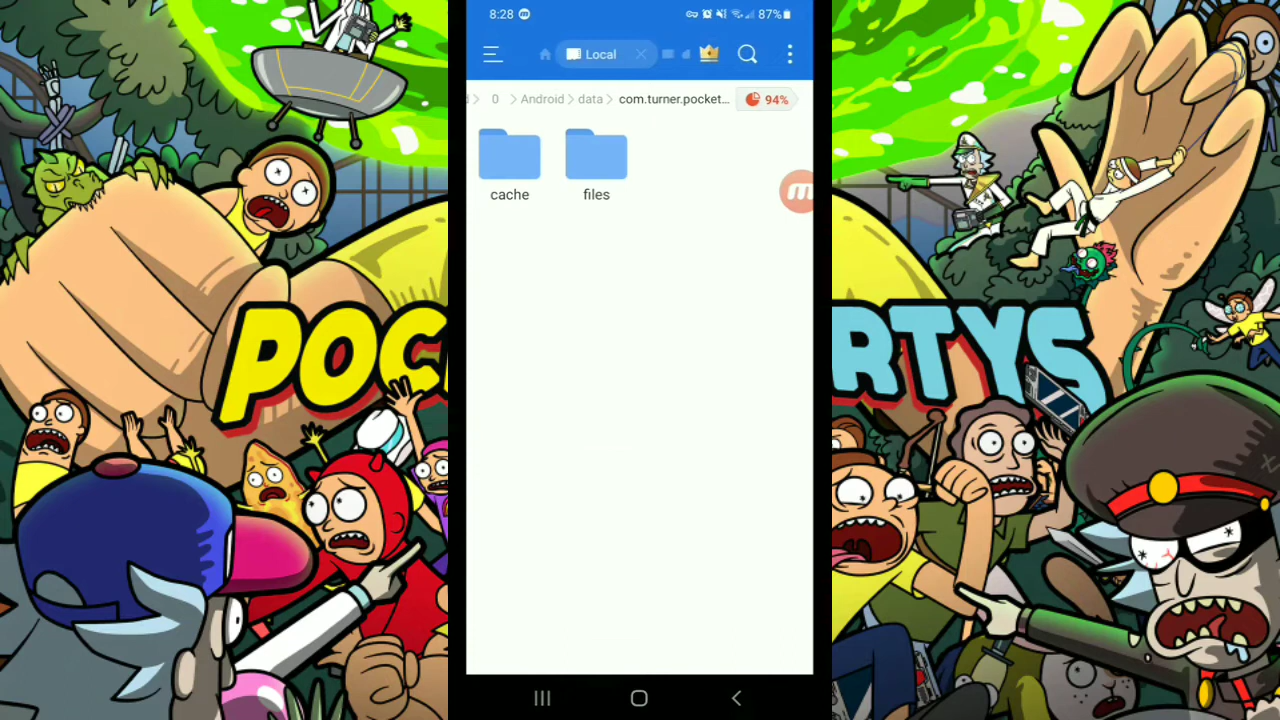 8:28
87%
Local
0 > Android > data > com.turner.pocket...
94%
cache
files
POC
RTYS